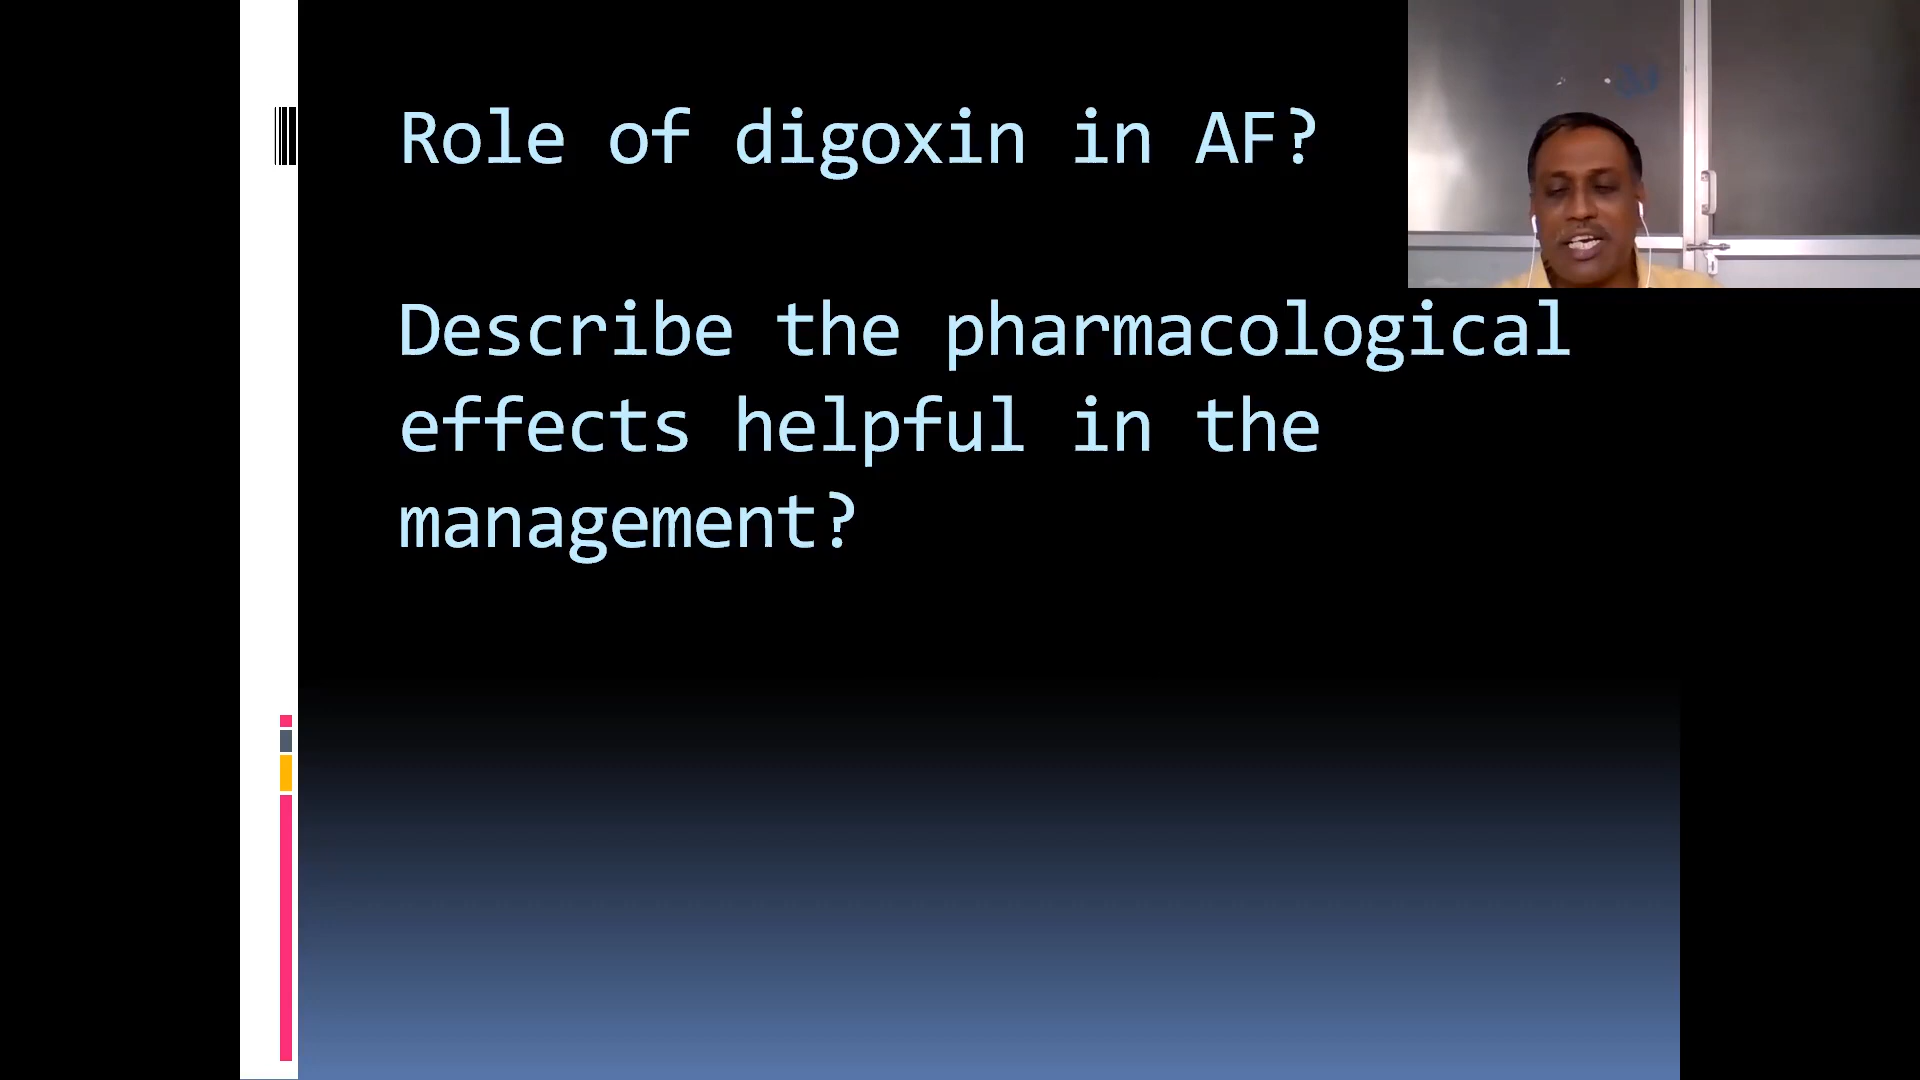 Role of digoxin in AF?
Describe the pharmacological
effects helpful in the
management?